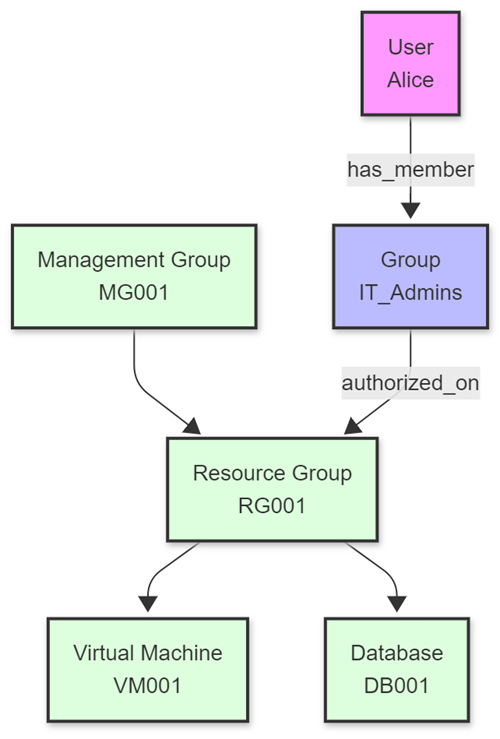 User
Alice
has_member
Management Group
MG001
Group
IT_Admins
authorized_on
Resource Group
RG001
Virtual Machine
VM001
Database
DB001